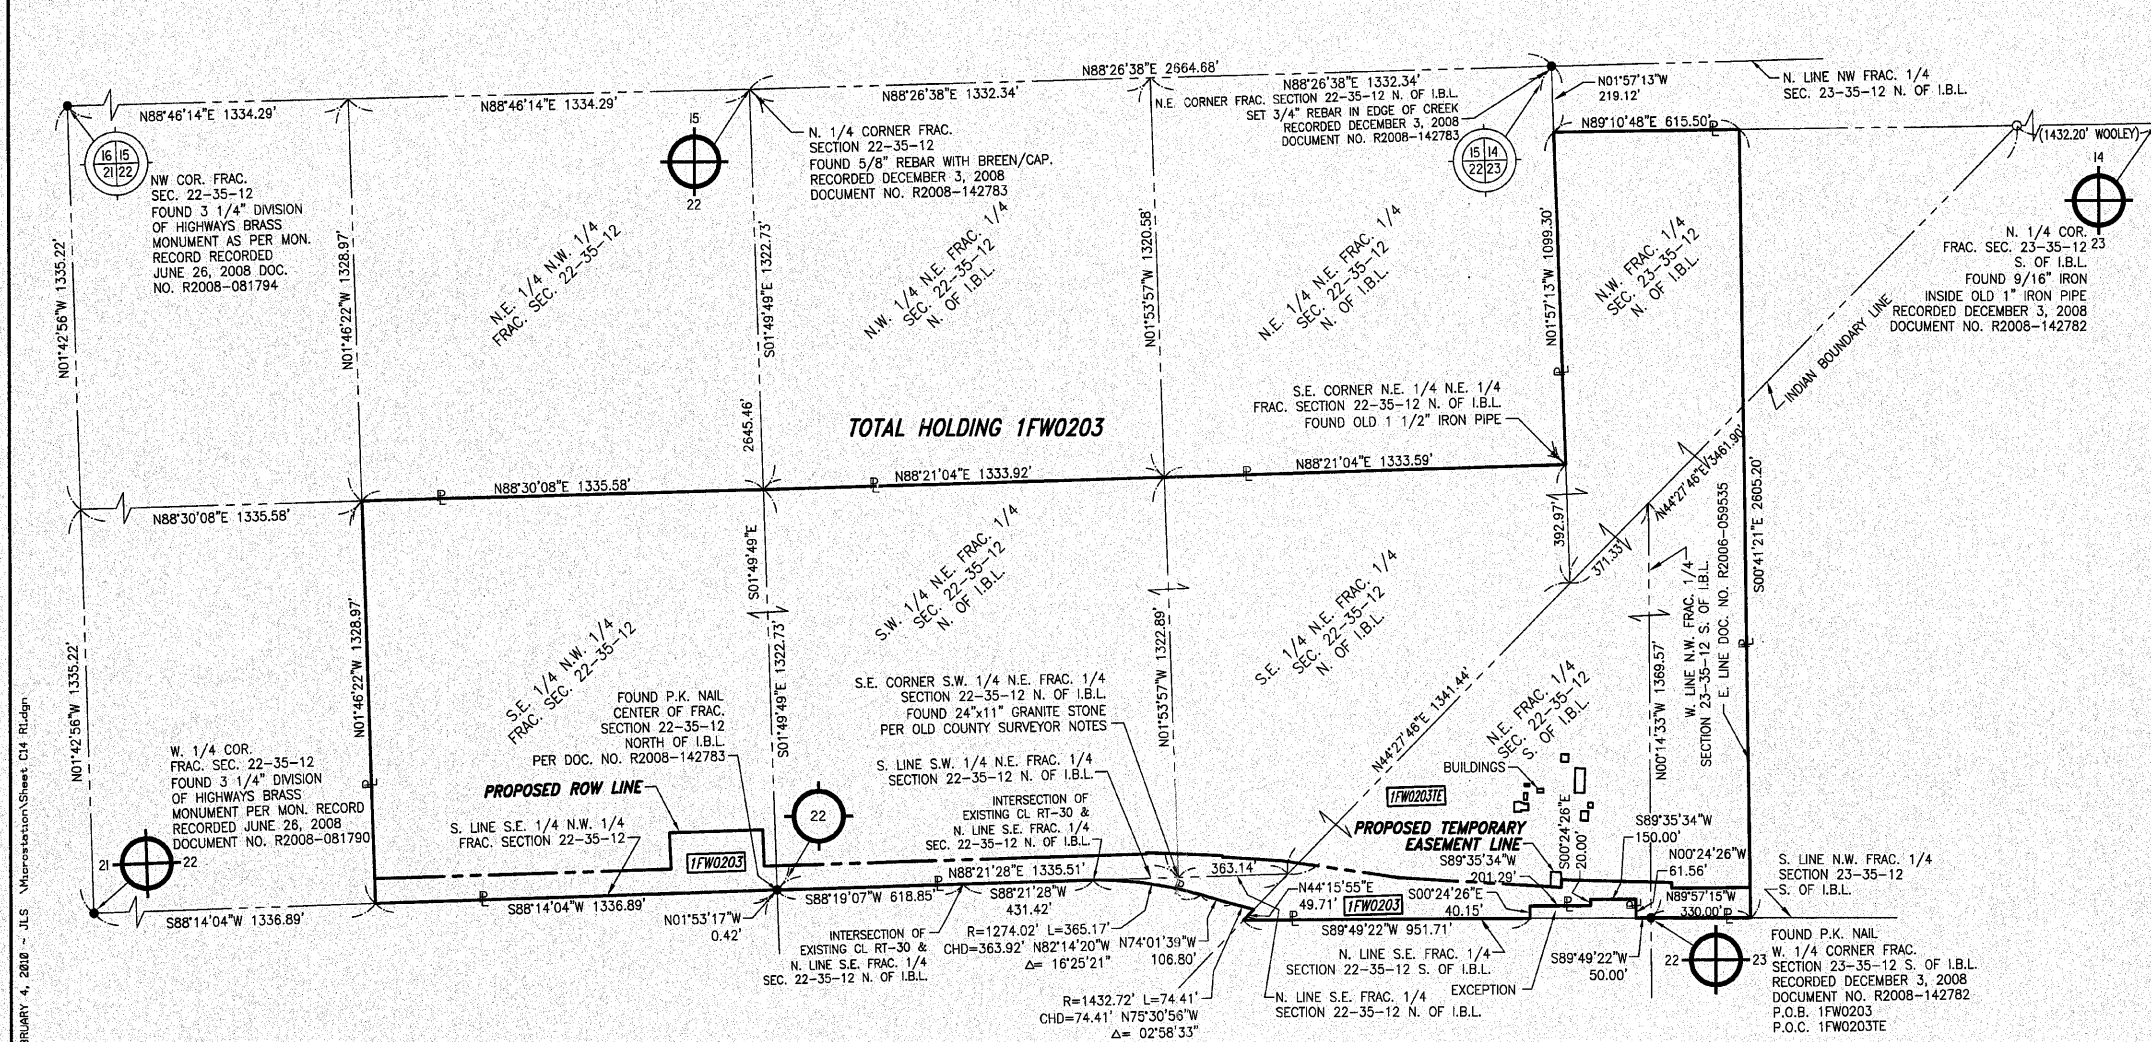 N88°26'38"E 2664.68'
N88°46'14"E 1334.29'
N88°46'14"E 1334.29'
N88°26'38"E 1332.34'
N88°26'38"E 1332.34'
N.E. CORNER FRAC. SECTION 22-35-12 N. OF I.B.L.
SET 3/4" REBAR IN EDGE OF CREEK
RECORDED DECEMBER 3, 2008
DOCUMENT NO. R2008-142783
N01°57'13"W
219.12'
N. LINE NW FRAC. 1/4
SEC. 23-35-12 N. OF I.B.L.
N89°10'48"E 615.50'
(1432.20' WOOLEY)
16 15
21 22
NW COR. FRAC.
SEC. 22-35-12
FOUND 3 1/4" DIVISION
OF HIGHWAYS BRASS
MONUMENT AS PER MON.
RECORD RECORDED
JUNE 26, 2008 DOC.
NO. R2008-081794
15
22
N. 1/4 CORNER FRAC.
SECTION 22-35-12
FOUND 5/8" REBAR WITH BREEN/CAP.
RECORDED DECEMBER 3, 2008
DOCUMENT NO. R2008-142783
15 14
22 23
14
23
N. 1/4 COR.
FRAC. SEC. 23-35-12
S. OF I.B.L.
FOUND 9/16" IRON
INSIDE OLD 1" IRON PIPE
RECORDED DECEMBER 3, 2008
DOCUMENT NO. R2008-142782
N01°42'56"W 1335.22'
N01°46'22"W 1328.97'
N.E. 1/4 N.W. 1/4
FRAC. SEC. 22-35-12
S01°49'49"E 1322.73'
2645.46'
N.W. 1/4 N.E. FRAC. 1/4
SEC. 22-35-12
N. OF I.B.L.
N01°53'57"W 1320.58'
N.E. 1/4 N.E. FRAC. 1/4
SEC. 22-35-12
N. OF I.B.L.
N01°57'13"W 1099.30'
N.W. FRAC. 1/4
SEC. 23-35-12
N. OF I.B.L.
INDIAN BOUNDARY LINE
S.E. CORNER N.E. 1/4 N.E. 1/4
FRAC. SECTION 22-35-12 N. OF I.B.L.
FOUND OLD 1 1/2" IRON PIPE
TOTAL HOLDING 1FW0203
N88°30'08"E 1335.58'
N88°30'08"E 1335.58'
N88°21'04"E 1333.92'
N88°21'04"E 1333.59'
392.97'
371.33'
N44°27'46"E/3461.90'
S00°41'21"E 2605.20'
E. LINE DOC. NO. R2006-059535
W. LINE N.W. FRAC. 1/4
SECTION 23-35-12 S. OF I.B.L.
N00°14'33"W 1369.57'
N01°42'56"W 1335.22'
N01°46'22"W 1328.97'
S.E. 1/4 N.W. 1/4
FRAC. SEC. 22-35-12
S01°49'49"E
S01°49'49"E 1322.73'
S.W. 1/4 N.E. FRAC. 1/4
SEC. 22-35-12
N. OF I.B.L.
N01°53'57"W 1322.89'
S.E. 1/4 N.E. FRAC. 1/4
SEC. 22-35-12
N. OF I.B.L.
N44°27'46"E 1341.44'
N.E. FRAC. 1/4
SEC. 22-35-12
S. OF I.B.L.
BUILDINGS
W. 1/4 COR.
FRAC. SEC. 22-35-12
FOUND 3 1/4" DIVISION
OF HIGHWAYS BRASS
MONUMENT PER MON. RECORD
RECORDED JUNE 26, 2008
DOCUMENT NO. R2008-081790
21
22
FOUND P.K. NAIL
CENTER OF FRAC.
SECTION 22-35-12
NORTH OF I.B.L.
PER DOC. NO. R2008-142783
PROPOSED ROW LINE
S. LINE S.E. 1/4 N.W. 1/4
FRAC. SECTION 22-35-12
1FW0203
22
S.E. CORNER S.W. 1/4 N.E. FRAC. 1/4
SECTION 22-35-12 N. OF I.B.L.
FOUND 24"x11" GRANITE STONE
PER OLD COUNTY SURVEYOR NOTES
S. LINE S.W. 1/4 N.E. FRAC. 1/4
SECTION 22-35-12 N. OF I.B.L.
INTERSECTION OF
EXISTING CL RT-30 &
N. LINE S.E. FRAC. 1/4
SEC. 22-35-12 N. OF I.B.L.
1FW0203TE
PROPOSED TEMPORARY
EASEMENT LINE
S00°24'26"E
20.00'
S89°35'34"W
150.00'
S89°35'34"W
201.29'
N00°24'26"W
61.56'
S. LINE N.W. FRAC. 1/4
SECTION 23-35-12
S. OF I.B.L.
S88°14'04"W 1336.89'
S88°14'04"W 1336.89'
N01°53'17"W
0.42'
S88°19'07"W 618.85'
N88°21'28"E 1335.51'
S88°21'28"W
431.42'
363.14'
N44°15'55"E
49.71'
1FW0203
S00°24'26"E
40.15'
N89°57'15"W
330.00'
S89°49'22"W 951.71'
INTERSECTION OF
EXISTING CL RT-30 &
N. LINE S.E. FRAC. 1/4
SEC. 22-35-12 N. OF I.B.L.
R=1274.02' L=365.17'
CHD=363.92' N82°14'20"W
Δ= 16°25'21"
N74°01'39"W
106.80'
R=1432.72' L=74.41'
CHD=74.41' N75°30'56"W
Δ= 02°58'33"
N. LINE S.E. FRAC. 1/4
SECTION 22-35-12 S. OF I.B.L.
EXCEPTION
N. LINE S.E. FRAC. 1/4
SECTION 22-35-12 N. OF I.B.L.
S89°49'22"W
50.00'
22
23
FOUND P.K. NAIL
W. 1/4 CORNER FRAC.
SECTION 23-35-12 S. OF I.B.L.
RECORDED DECEMBER 3, 2008
DOCUMENT NO. R2008-142782
P.O.B. 1FW0203
P.O.C. 1FW0203TE
BRUARY 4, 2010 ~ JLS \Microstation\Sheet C14 R1.dgn